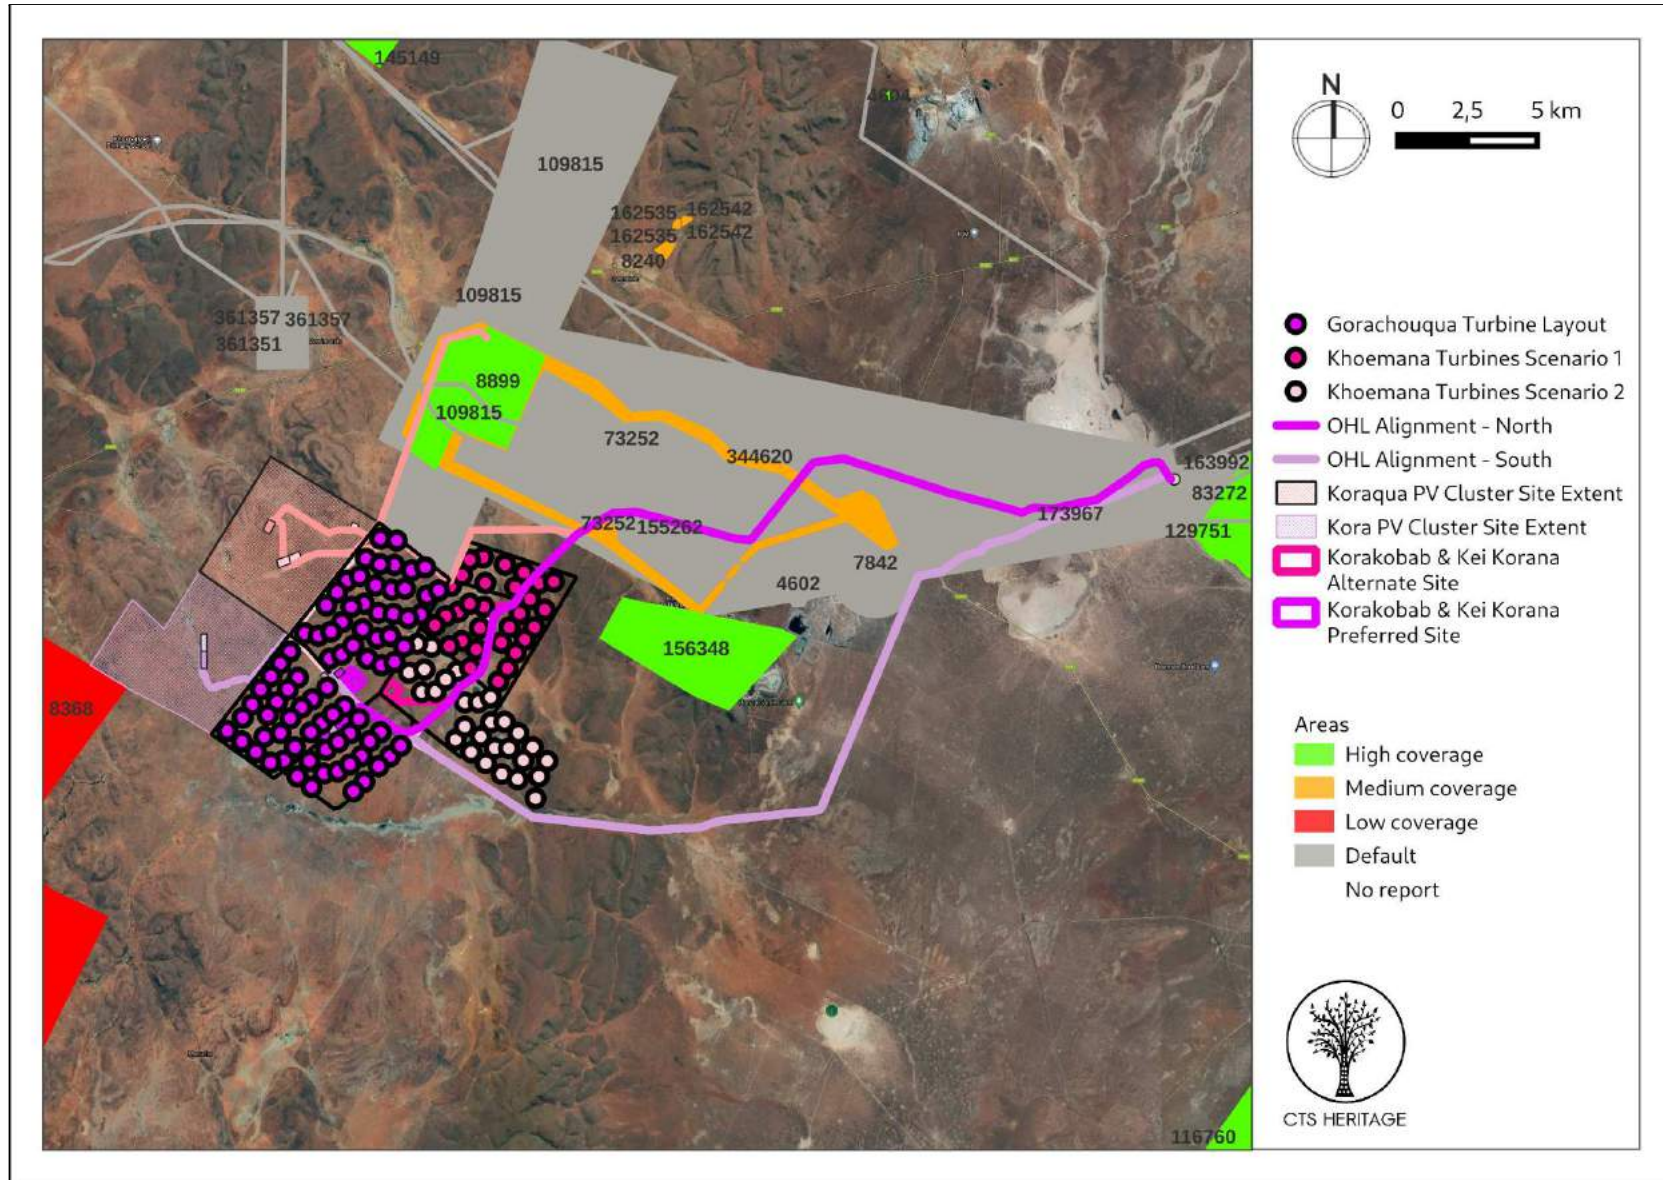 145149
109815
162535 162542
162535 162542
8240
109815
361357 361357
361351
8899
109815
73252
344620
163992
83272
73252 155262
173967
129751
7842
4602
156348
8368
116760
N
0 2,5 5 km
Gorachouqua Turbine Layout
Khoemana Turbines Scenario 1
Khoemana Turbines Scenario 2
OHL Alignment - North
OHL Alignment - South
Koraqua PV Cluster Site Extent
Kora PV Cluster Site Extent
Korakobab & Kei Korana
Alternate Site
Korakobab & Kei Korana
Preferred Site
Areas
High coverage
Medium coverage
Low coverage
Default
No report
CTS HERITAGE